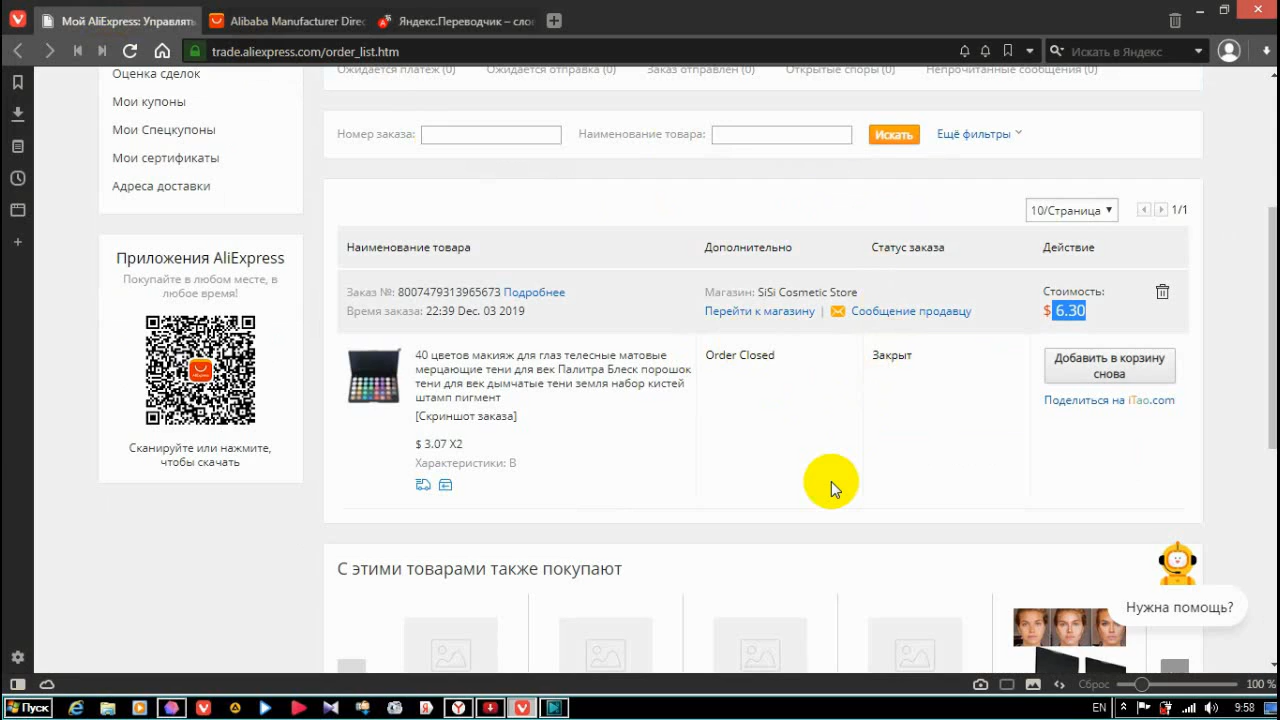 Мой AliExpress: Управлять
Alibaba Manufacturer Direc
Яндекс.Переводчик – слов
trade.aliexpress.com/order_list.htm
Искать в Яндекс
Оценка сделок
Мои купоны
Мои Спецкупоны
Мои сертификаты
Адреса доставки
Приложения AliExpress
Покупайте в любом месте, в
любое время!
Сканируйте или нажмите,
чтобы скачать
Ожидается платеж (0)
Ожидается отправка (0)
Заказ отправлен (0)
Открытые споры (0)
Непрочитанные сообщения (0)
Номер заказа:
Наименование товара:
Искать
Ещё фильтры
10/Страница
1/1
Наименование товара
Дополнительно
Статус заказа
Действие
Заказ №: 8007479313965673 Подробнее
Время заказа: 22:39 Dec. 03 2019
Магазин: SiSi Cosmetic Store
Перейти к магазину | Сообщение продавцу
Стоимость:
$ 6.30
40 цветов макияж для глаз телесные матовые
мерцающие тени для век Палитра Блеск порошок
тени для век дымчатые тени земля набор кистей
штамп пигмент
[Скриншот заказа]
$ 3.07 X2
Характеристики: B
Order Closed
Закрыт
Добавить в корзину
снова
Поделиться на iTao.com
С этими товарами также покупают
Нужна помощь?
Сброс
100 %
Пуск
EN
9:58